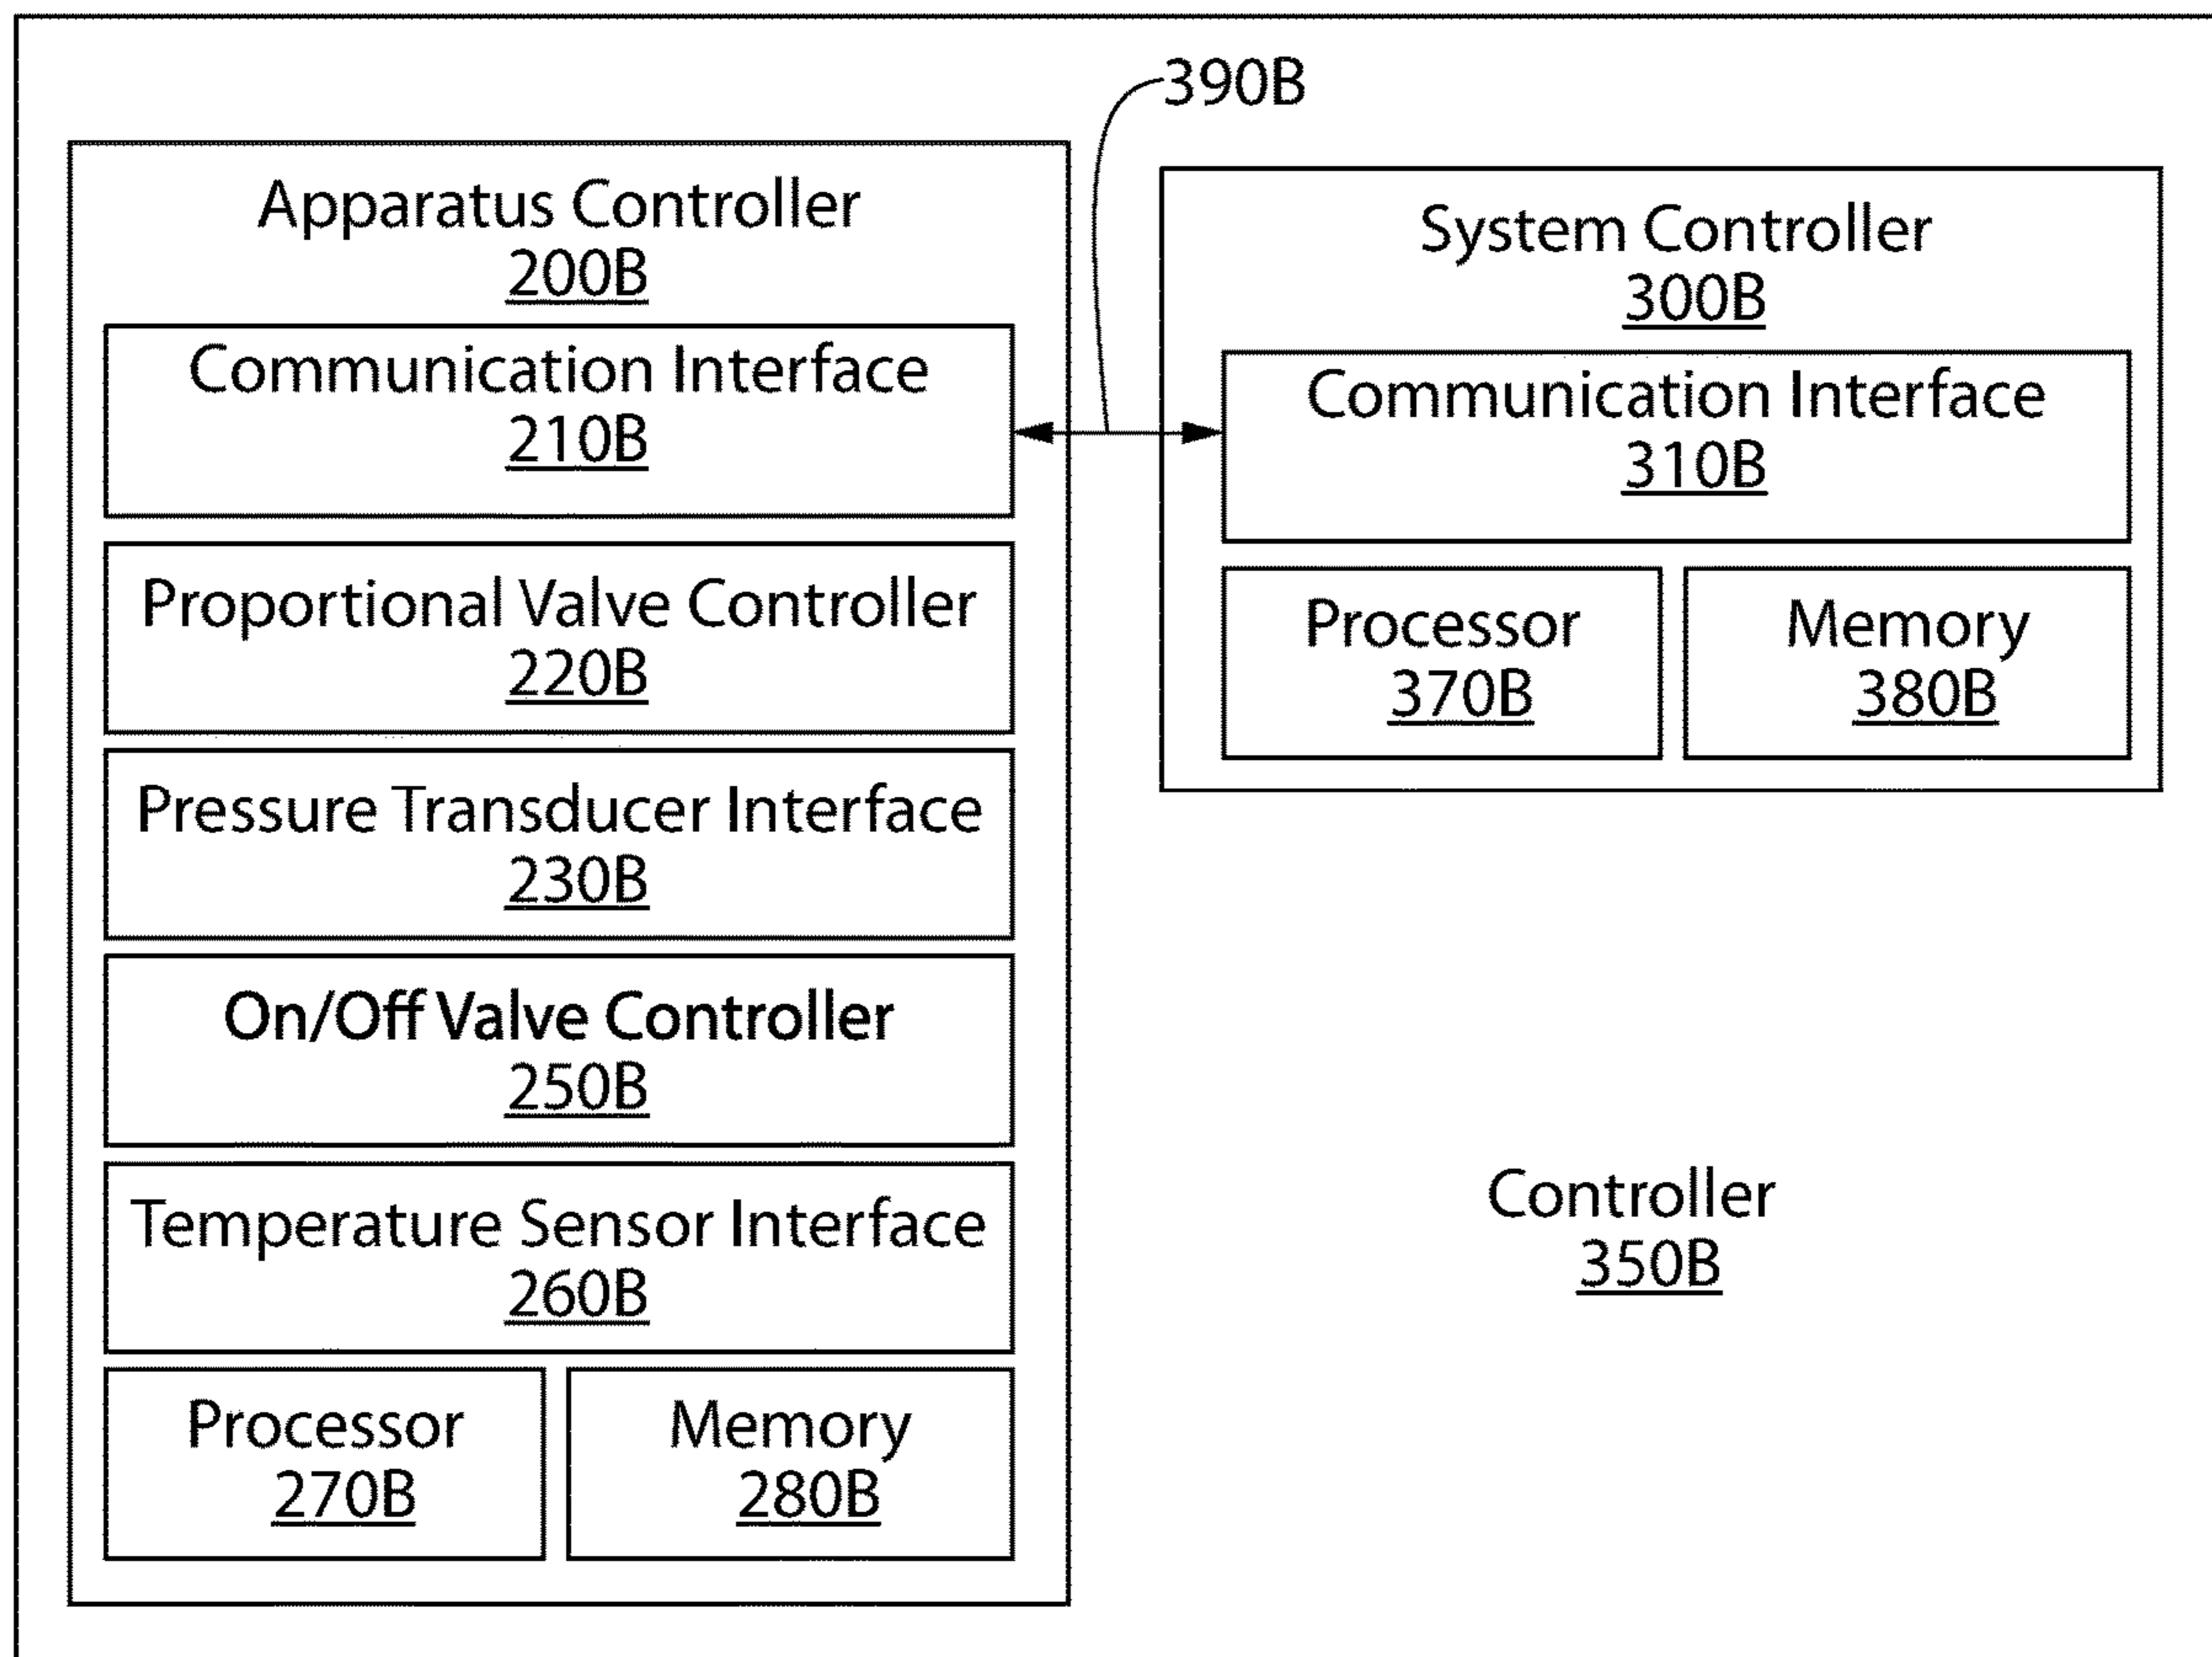 390B
Apparatus Controller
200B
Communication Interface
210B
Proportional Valve Controller
220B
Pressure Transducer Interface
230B
On/Off Valve Controller
250B
Temperature Sensor Interface
260B
Processor
270B
Memory
280B
System Controller
300B
Communication Interface
310B
Processor
370B
Memory
380B
Controller
350B